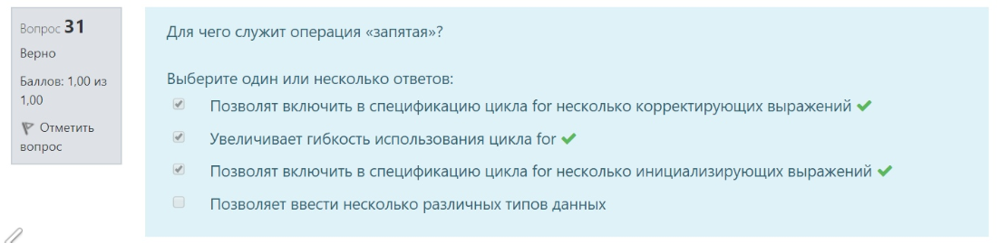 Вопрос 31
Верно
Баллов: 1,00 из
1,00
Отметить
вопрос
Для чего служит операция «запятая»?
Выберите один или несколько ответов:
Позволят включить в спецификацию цикла for несколько корректирующих выражений
Увеличивает гибкость использования цикла for
Позволят включить в спецификацию цикла for несколько инициализирующих выражений
Позволяет ввести несколько различных типов данных